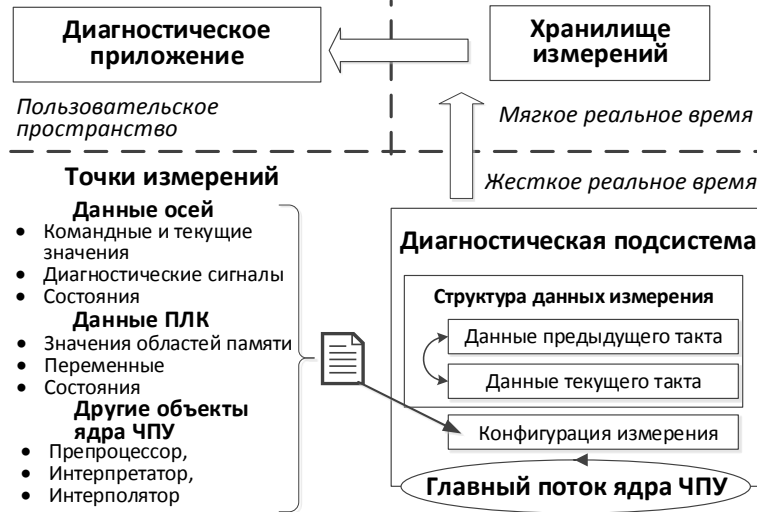 Диагностическое
приложение
Хранилище
измерений
Пользовательское
пространство
Мягкое реальное время
Жесткое реальное время
Точки измерений
Данные осей
• Командные и текущие
значения
• Диагностические сигналы
• Состояния
Данные ПЛК
• Значения областей памяти
• Переменные
• Состояния
Другие объекты
ядра ЧПУ
• Препроцессор,
• Интерпретатор,
• Интерполятор
Диагностическая подсистема
Структура данных измерения
Данные предыдущего такта
Данные текущего такта
Конфигурация измерения
Главный поток ядра ЧПУ